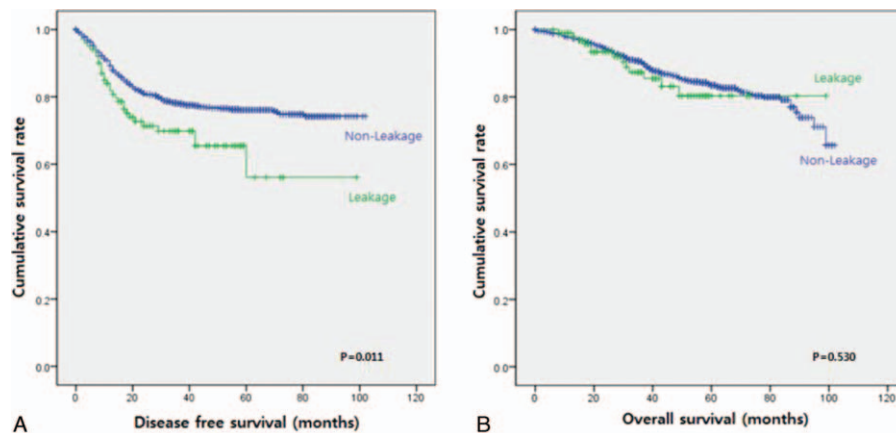 1.0
0.8
0.6
0.4
0.2
0.0
Cumulative survival rate
Non-Leakage
Leakage
P=0.011
0 20 40 60 80 100 120
Disease free survival (months)
A
1.0
0.8
0.6
0.4
0.2
0.0
Cumulative survival rate
Leakage
Non-Leakage
P=0.530
0 20 40 60 80 100 120
Overall survival (months)
B